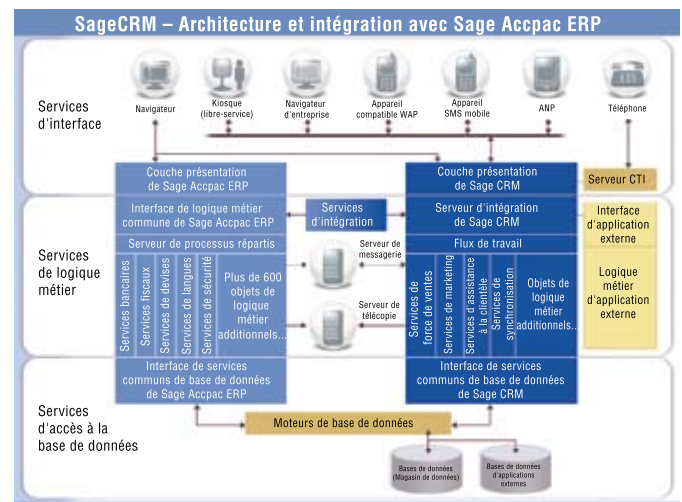 SageCRM – Architecture et intégration avec Sage Accpac ERP
Services
d'interface
Navigateur
Kiosque
(libre-service)
Navigateur
d'entreprise
Appareil
compatible WAP
Appareil
SMS mobile
ANP
Téléphone
Couche présentation
de Sage Accpac ERP
Couche présentation
de Sage CRM
Serveur CTI
Services
de logique
métier
Interface de logique métier
commune de Sage Accpac ERP
Services
d'intégration
Serveur d'intégration
de Sage CRM
Interface
d'application
externe
Serveur de processus répartis
Serveur de
messagerie
Flux de travail
Services bancaires
Services fiscaux
Services de devises
Services de angues
Services de sécurité
Plus de 600
objets de
logique
métier
additionnels...
Serveur de
télécopie
Services de
force de ventes
Services de marketing
Services d'assistance
à la clientèle
Services de
synchronisation
Objets de
logique
métier
additionnels...
Logique
métier
d'application
externe
Services
d'accès à la
base de données
Interface de services
communs de base de données
de Sage Accpac ERP
Interface de services
communs de base de données
de Sage CRM
Moteurs de base de données
Bases de données
(Magasin de données)
Bases de données
d'applications
externes